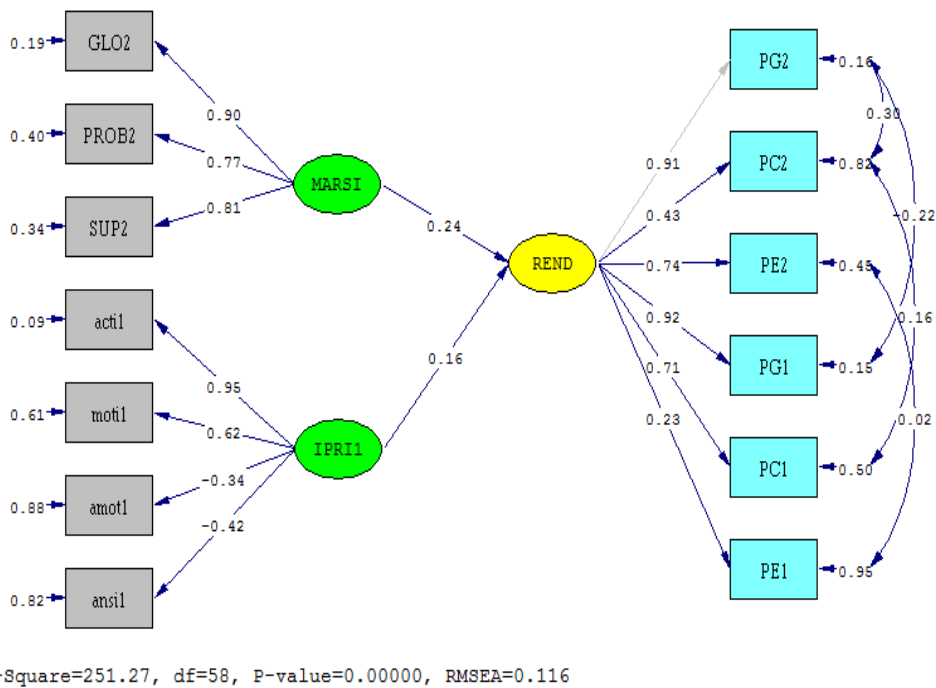 0.19
GLO2
0.40
PROB2
0.34
SUP2
0.09
acti1
0.61
moti1
0.88
amot1
0.82
ansi1
0.90
0.77
0.81
0.95
0.62
-0.34
-0.42
MARSI
IPRI1
0.24
0.16
REND
0.91
0.43
0.74
0.92
0.71
0.23
PG2
0.16
PC2
0.82
PE2
0.45
PG1
0.15
PC1
0.50
PE1
0.95
0.30
-0.22
0.16
0.02
-Square=251.27, df=58, P-value=0.00000, RMSEA=0.116